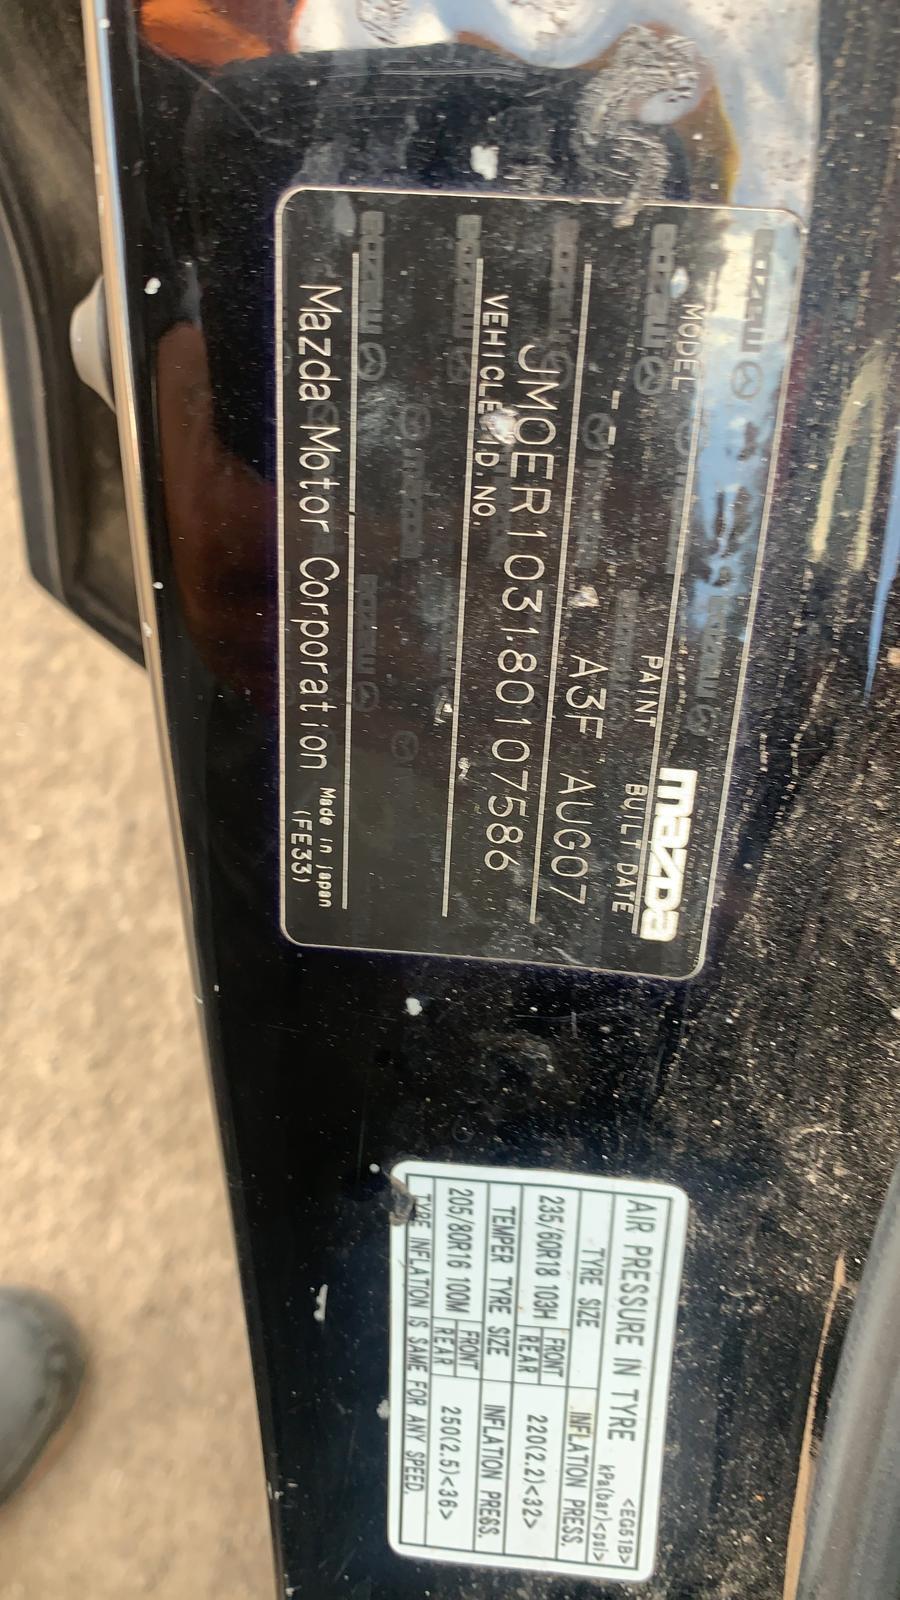 mazda
MODEL PAINT BUILT DATE
A3F AUG07
JM0ER103180107586
VEHICLE ID. NO.
Mazda Motor Corporation Made in japan
(FE33)
AIR PRESSURE IN TYRE <EG51B>
kPa(bar)<psi>
TYRE SIZE INFLATION PRESS.
235/60R18 103H FRONT REAR 220(2.2)<32>
TEMPER TYRE SIZE INFLATION PRESS.
205/80R16 100M FRONT REAR 250(2.5)<36>
TYRE INFLATION IS SAME FOR ANY SPEED.